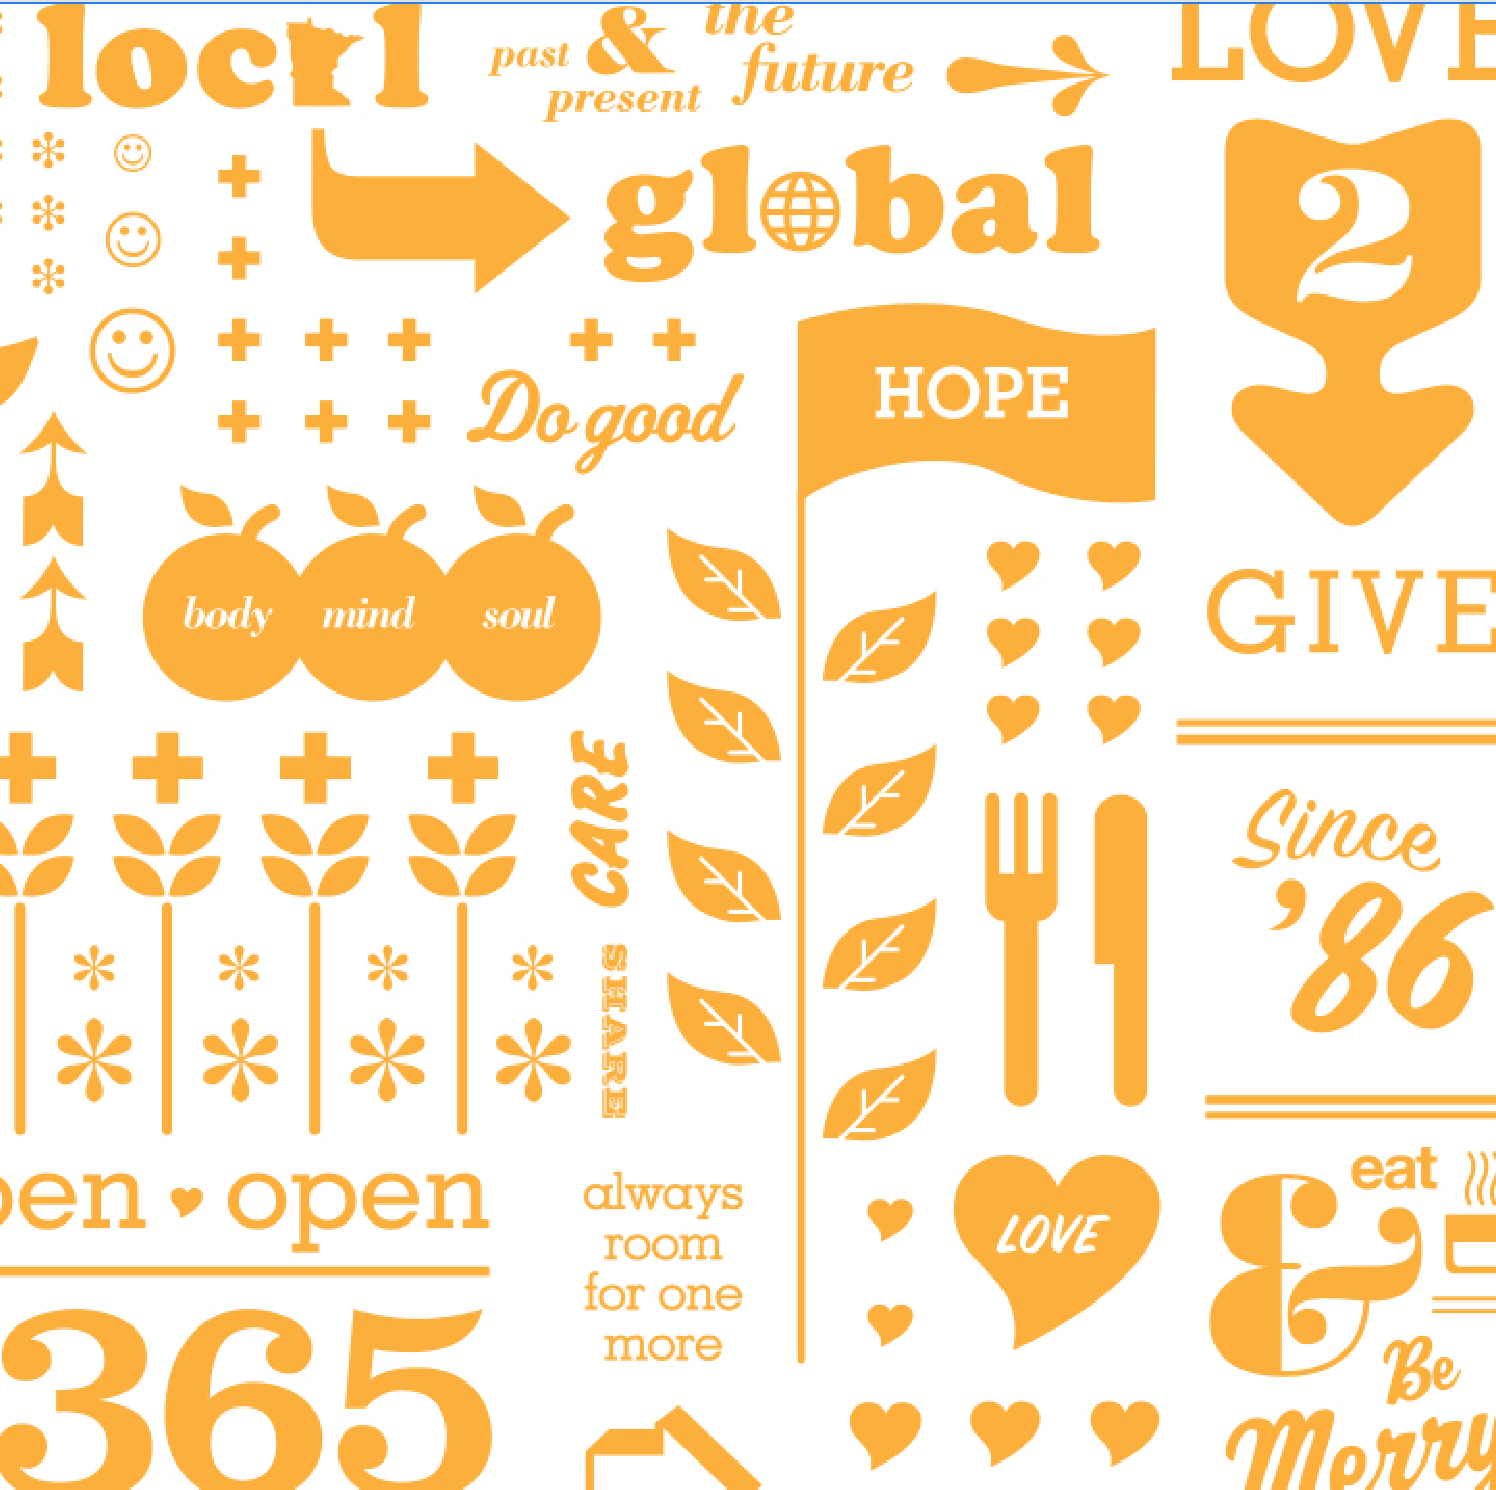 local
past & the
present future
LOVE
global
2
Do good
HOPE
GIVE
body mind soul
CARE
SHARE
Since
'86
pen open
always
room
for one
more
LOVE
eat
&
Be
Merry
365